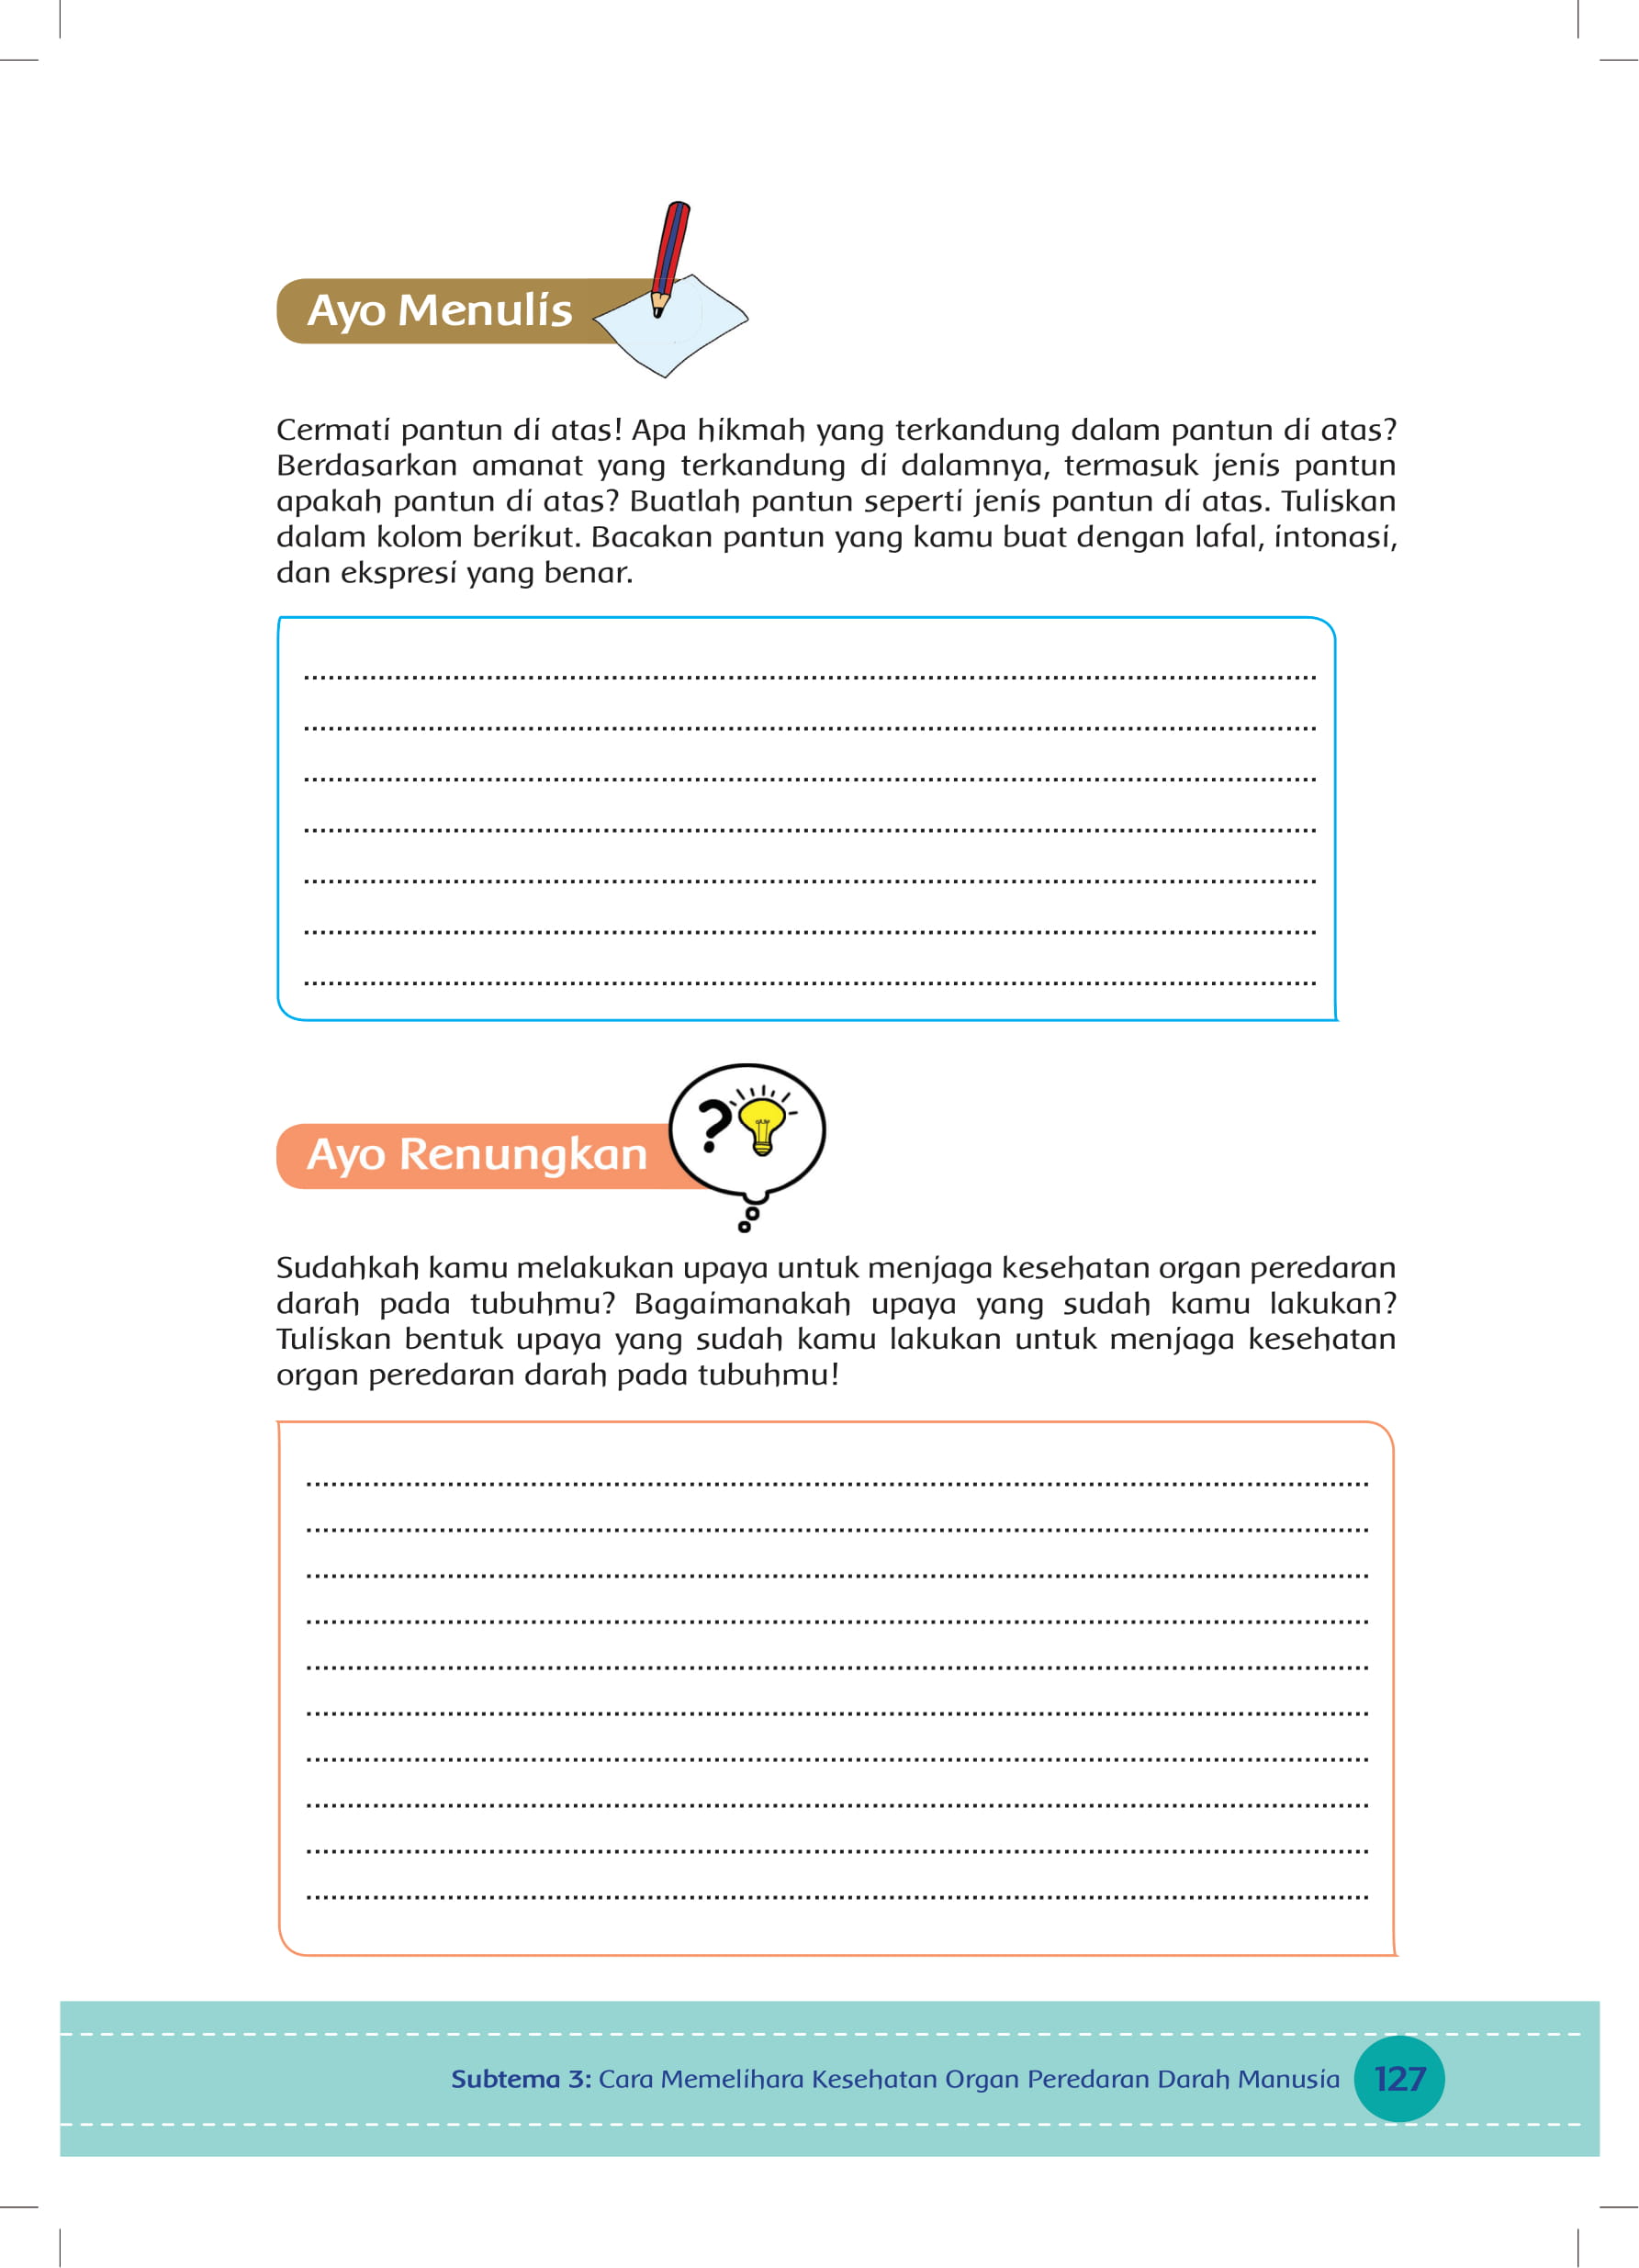 Ayo Menulis
Cermati pantun di atas! Apa hikmah yang terkandung dalam pantun di atas?
Berdasarkan amanat yang terkandung di dalamnya, termasuk jenis pantun
apakah pantun di atas? Buatlah pantun seperti jenis pantun di atas. Tuliskan
dalam kolom berikut. Bacakan pantun yang kamu buat dengan lafal, intonasi,
dan ekspresi yang benar.
Ayo Renungkan
Sudahkah kamu melakukan upaya untuk menjaga kesehatan organ peredaran
darah pada tubuhmu? Bagaimanakah upaya yang sudah kamu lakukan?
Tuliskan bentuk upaya yang sudah kamu lakukan untuk menjaga kesehatan
organ peredaran darah pada tubuhmu!
Subtema 3: Cara Memelihara Kesehatan Organ Peredaran Darah Manusia 127